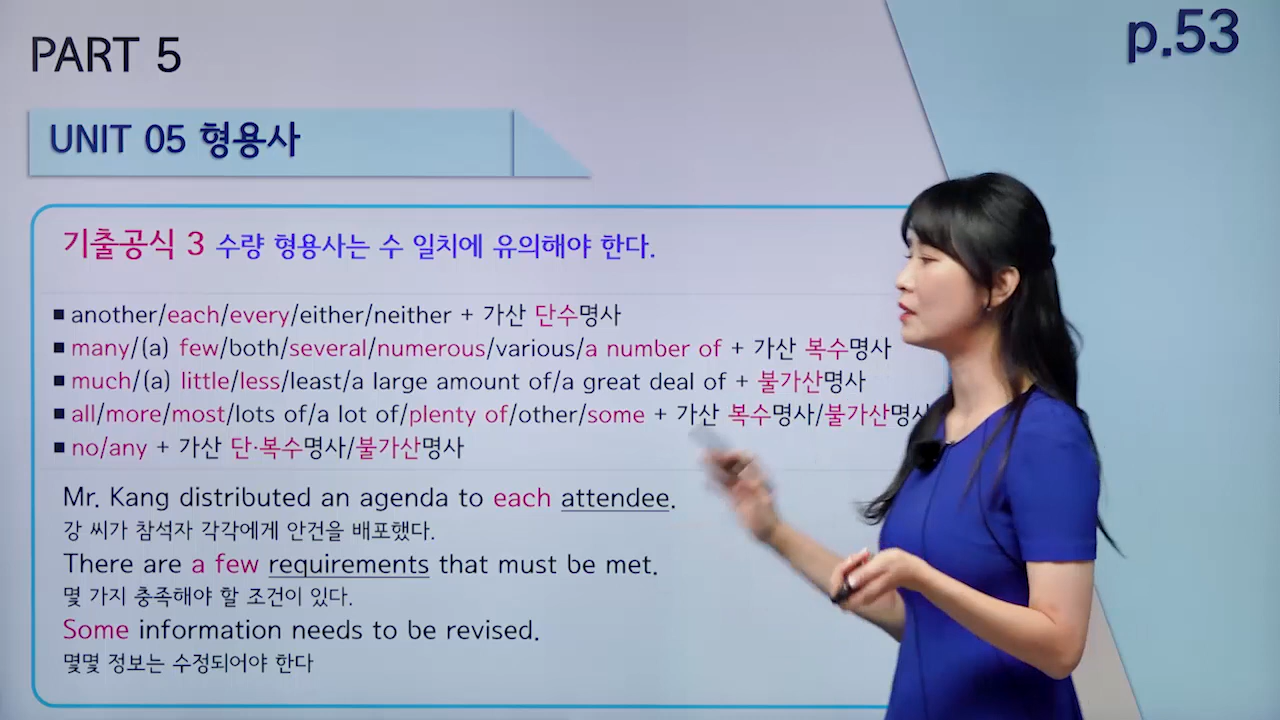 PART 5
p.53
UNIT 05 형용사
기출공식 3 수량 형용사는 수 일치에 유의해야 한다.
■ another/each/every/either/neither + 가산 단수명사
■ many/(a) few/both/several/numerous/various/a number of + 가산 복수명사
■ much/(a) little/less/least/a large amount of/a great deal of + 불가산명사
■ all/more/most/lots of/a lot of/plenty of/other/some + 가산 복수명사/불가산명사
■ no/any + 가산 단·복수명사/불가산명사
Mr. Kang distributed an agenda to each attendee.
강 씨가 참석자 각각에게 안건을 배포했다.
There are a few requirements that must be met.
몇 가지 충족해야 할 조건이 있다.
Some information needs to be revised.
몇몇 정보는 수정되어야 한다